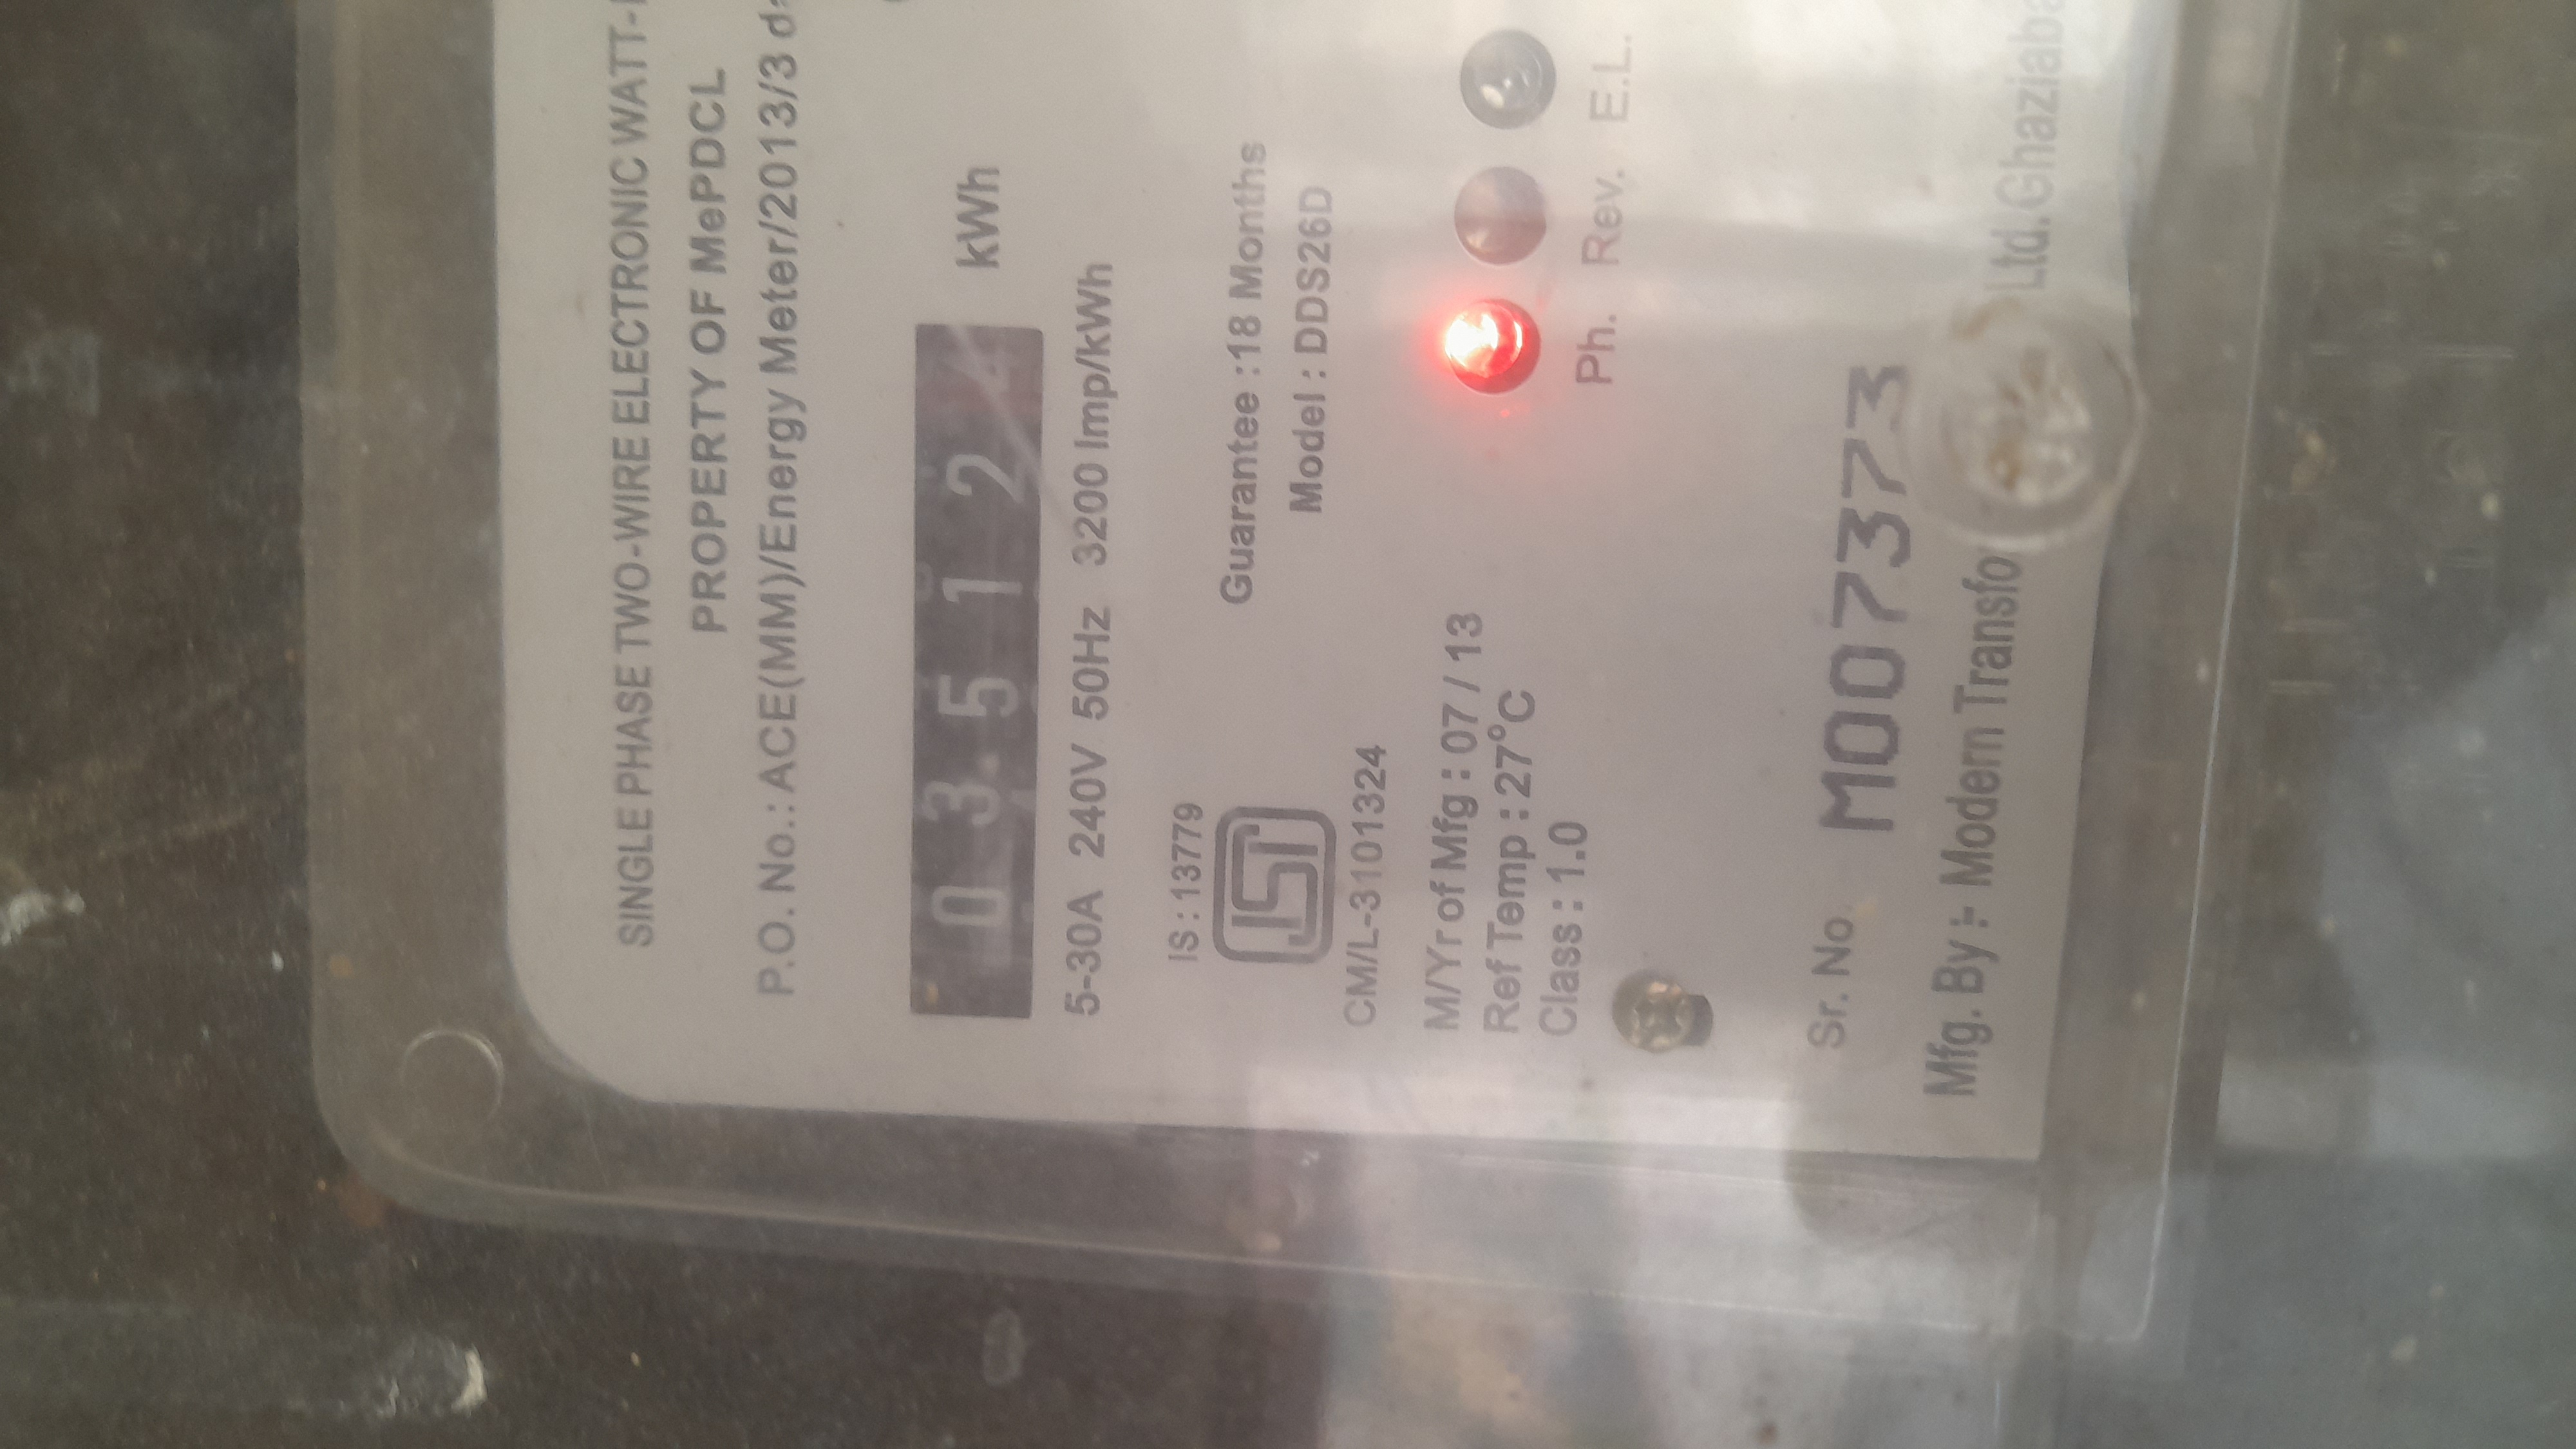 SINGLE PHASE TWO-WIRE ELECTRONIC WATT-
PROPERTY OF MePDCL
P.O. No.: ACE(MM)/Energy Meter/2013/3 d
0 3 5 1 2 kWh
5-30A 240V 50Hz 3200 Imp/kWh
IS : 13779
Guarantee :18 Months
ISI
Model : DDS26D
CM/L-3101324
M/Yr of Mfg : 07 / 13
Ref Temp : 27°C
Class : 1.0
Ph. Rev. E.L.
Sr. No. M007373
Mfg. By :- Modern Transfo Ltd.Ghaziaba